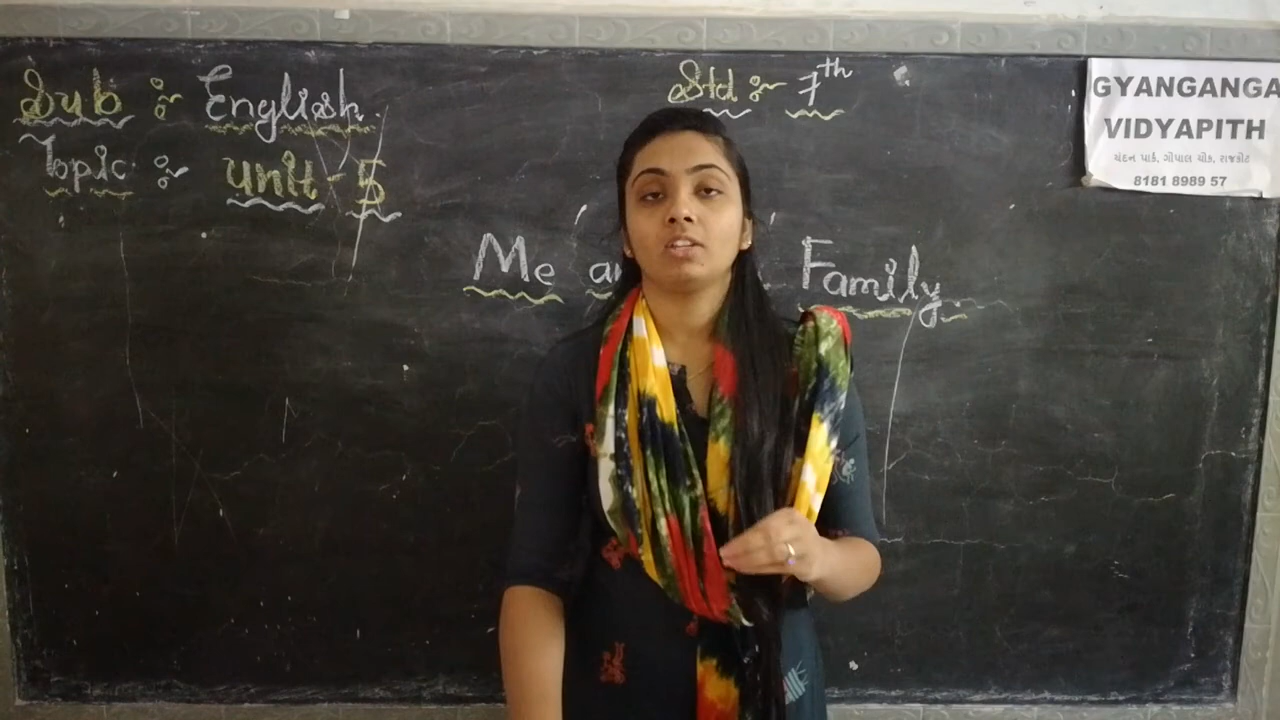 Sub :- English.
Std :- 7th
Topic :- Unit - 5
" Me Family. "
GYANGANGA
VIDYAPITH
ચંદન પાર્ક, ગોપાલ ચોક, રાજકોટ
8181 8989 57